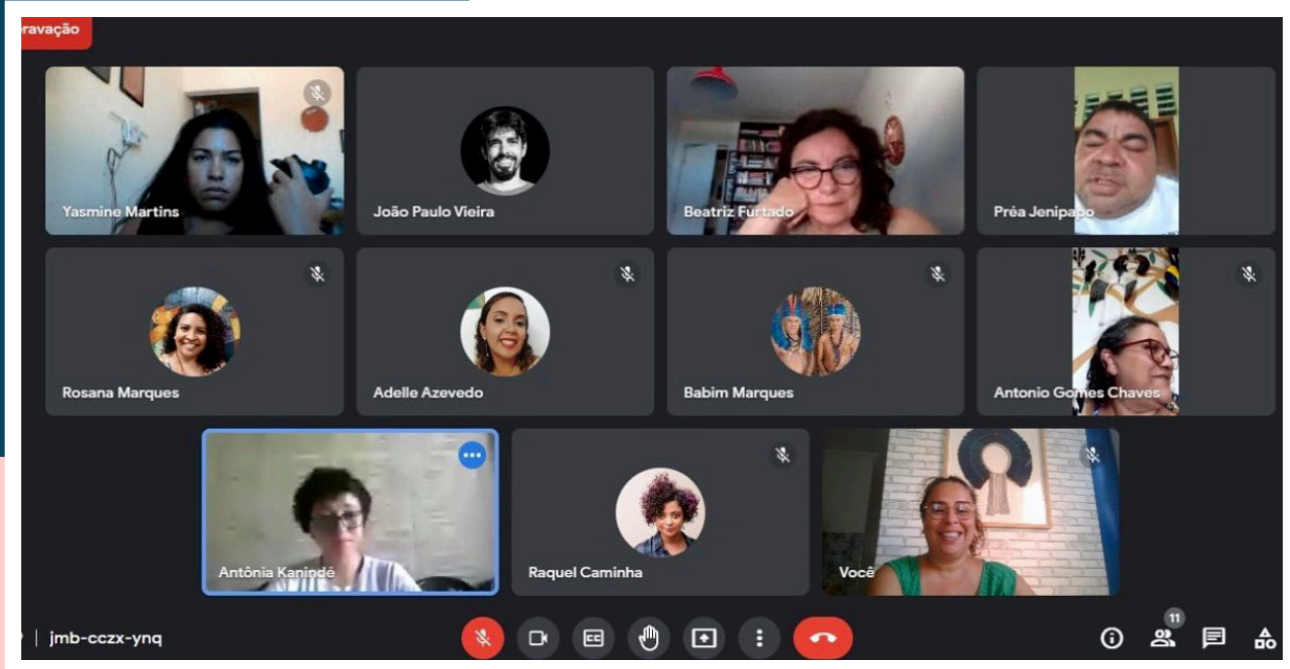 ravação
Yasmine Martins
João Paulo Vieira
Beatriz Furtado
Préa Jenipapo
Rosana Marques
Adelle Azevedo
Babim Marques
Antonio Gomes Chaves
Antônia Kanindé
Raquel Caminha
Você
jmb-cczx-ynq
CC
11